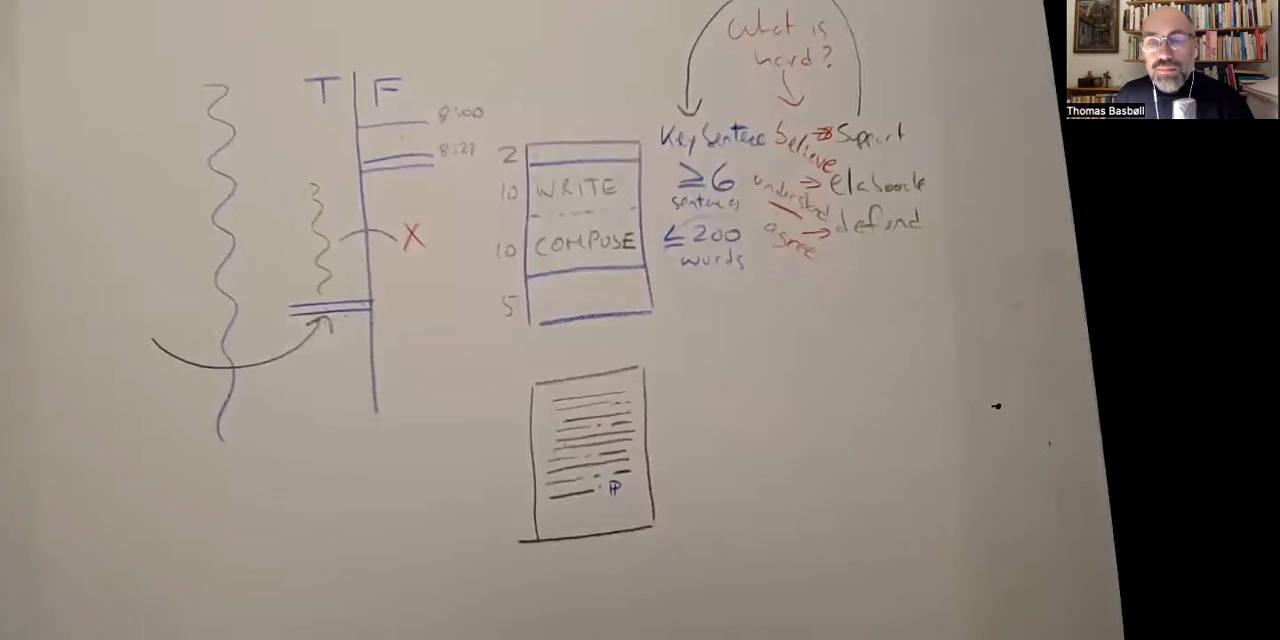 What is
hard?
T F
8:00
8:27
Key Sentence believe → support
2
≥6 understand → elaborate
sentences
10 WRITE
≤200 agree → defend
words
10 COMPOSE
X
5
¶
Thomas Basbøll